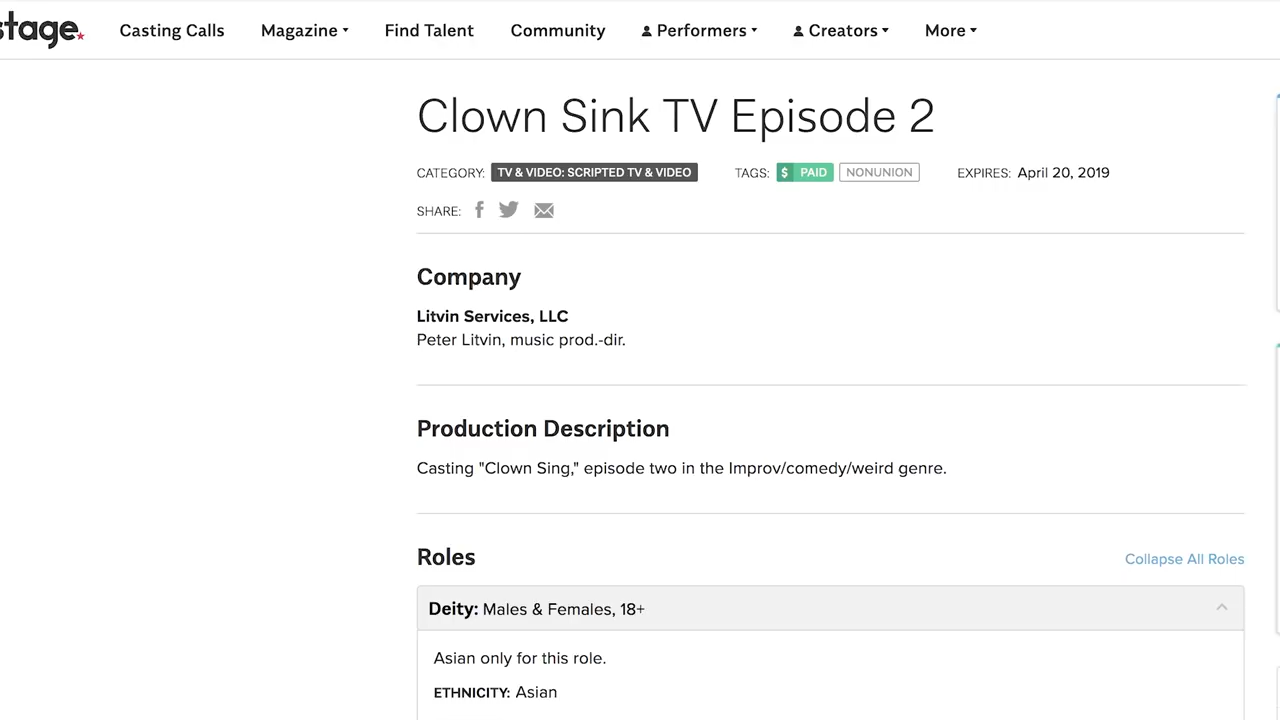 stage.
Casting Calls Magazine Find Talent Community Performers Creators More
Clown Sink TV Episode 2
CATEGORY: TV & VIDEO: SCRIPTED TV & VIDEO TAGS: $ PAID NONUNION EXPIRES: April 20, 2019
SHARE:
Company
Litvin Services, LLC
Peter Litvin, music prod.-dir.
Production Description
Casting "Clown Sing," episode two in the Improv/comedy/weird genre.
Roles
Collapse All Roles
Deity: Males & Females, 18+
Asian only for this role.
ETHNICITY: Asian